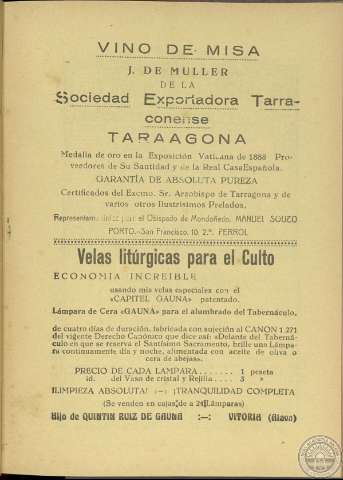 VINO DE MISA
J. DE MULLER
DE LA
Sociedad Exportadora Tarra-
conense
TARAAGONA
Medalla de oro en la Exposición Vaticana de 1888 Pro-
veedores de Su Santidad y de la Real CasaEspañola.
GARANTÍA DE ABSOLUTA PUREZA
Certificados del Excmo. Sr. Arzobispo de Tarragona y de
varios otros Ilustrísimos Prelados.
para el Obispado de Mondoñedo, MANUEL SOUZO
PORTO.-San Francisco, 10, 2.º FERROL
Velas litúrgicas para el Culto
ECONOMIA INCREIBLE
usando mis velas especiales con el
«CAPITEL GAUNA» patentado.
Lámpara de Cera «GAUNA» para el alumbrado del Tabernáculo,
de cuatro días de duración, fabricada con sujeción al CANON 1.271
del vigente Derecho Canónico que dice así: «Delante del Taberná-
culo en que se reserva el Santísimo Sacramento, brille una Lámpa-
ra continuamente día y noche, alimentada con aceite de oliva o
cera de abejas».
PRECIO DE CADA LAMPARA....... 1 peseta
id. del Vaso de cristal y Rejilla.... 3 »
¡LIMPIEZA ABSOLUTA! :—: ¡TRANQUILIDAD COMPLETA
(Se venden en cajas de a 24 Lámparas)
Hijo de QUINTIN RUIZ DE GAUNA :—: VITORIA (Alava)